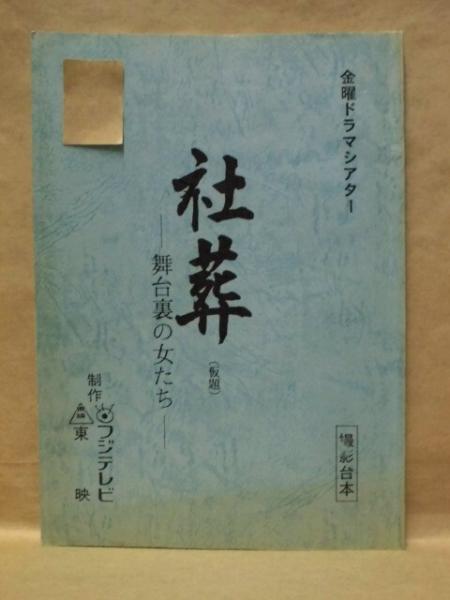 金曜ドラマシアター
社葬
(仮題)
―舞台裏の女たち―
撮影台本
制作
フジテレビ
東映